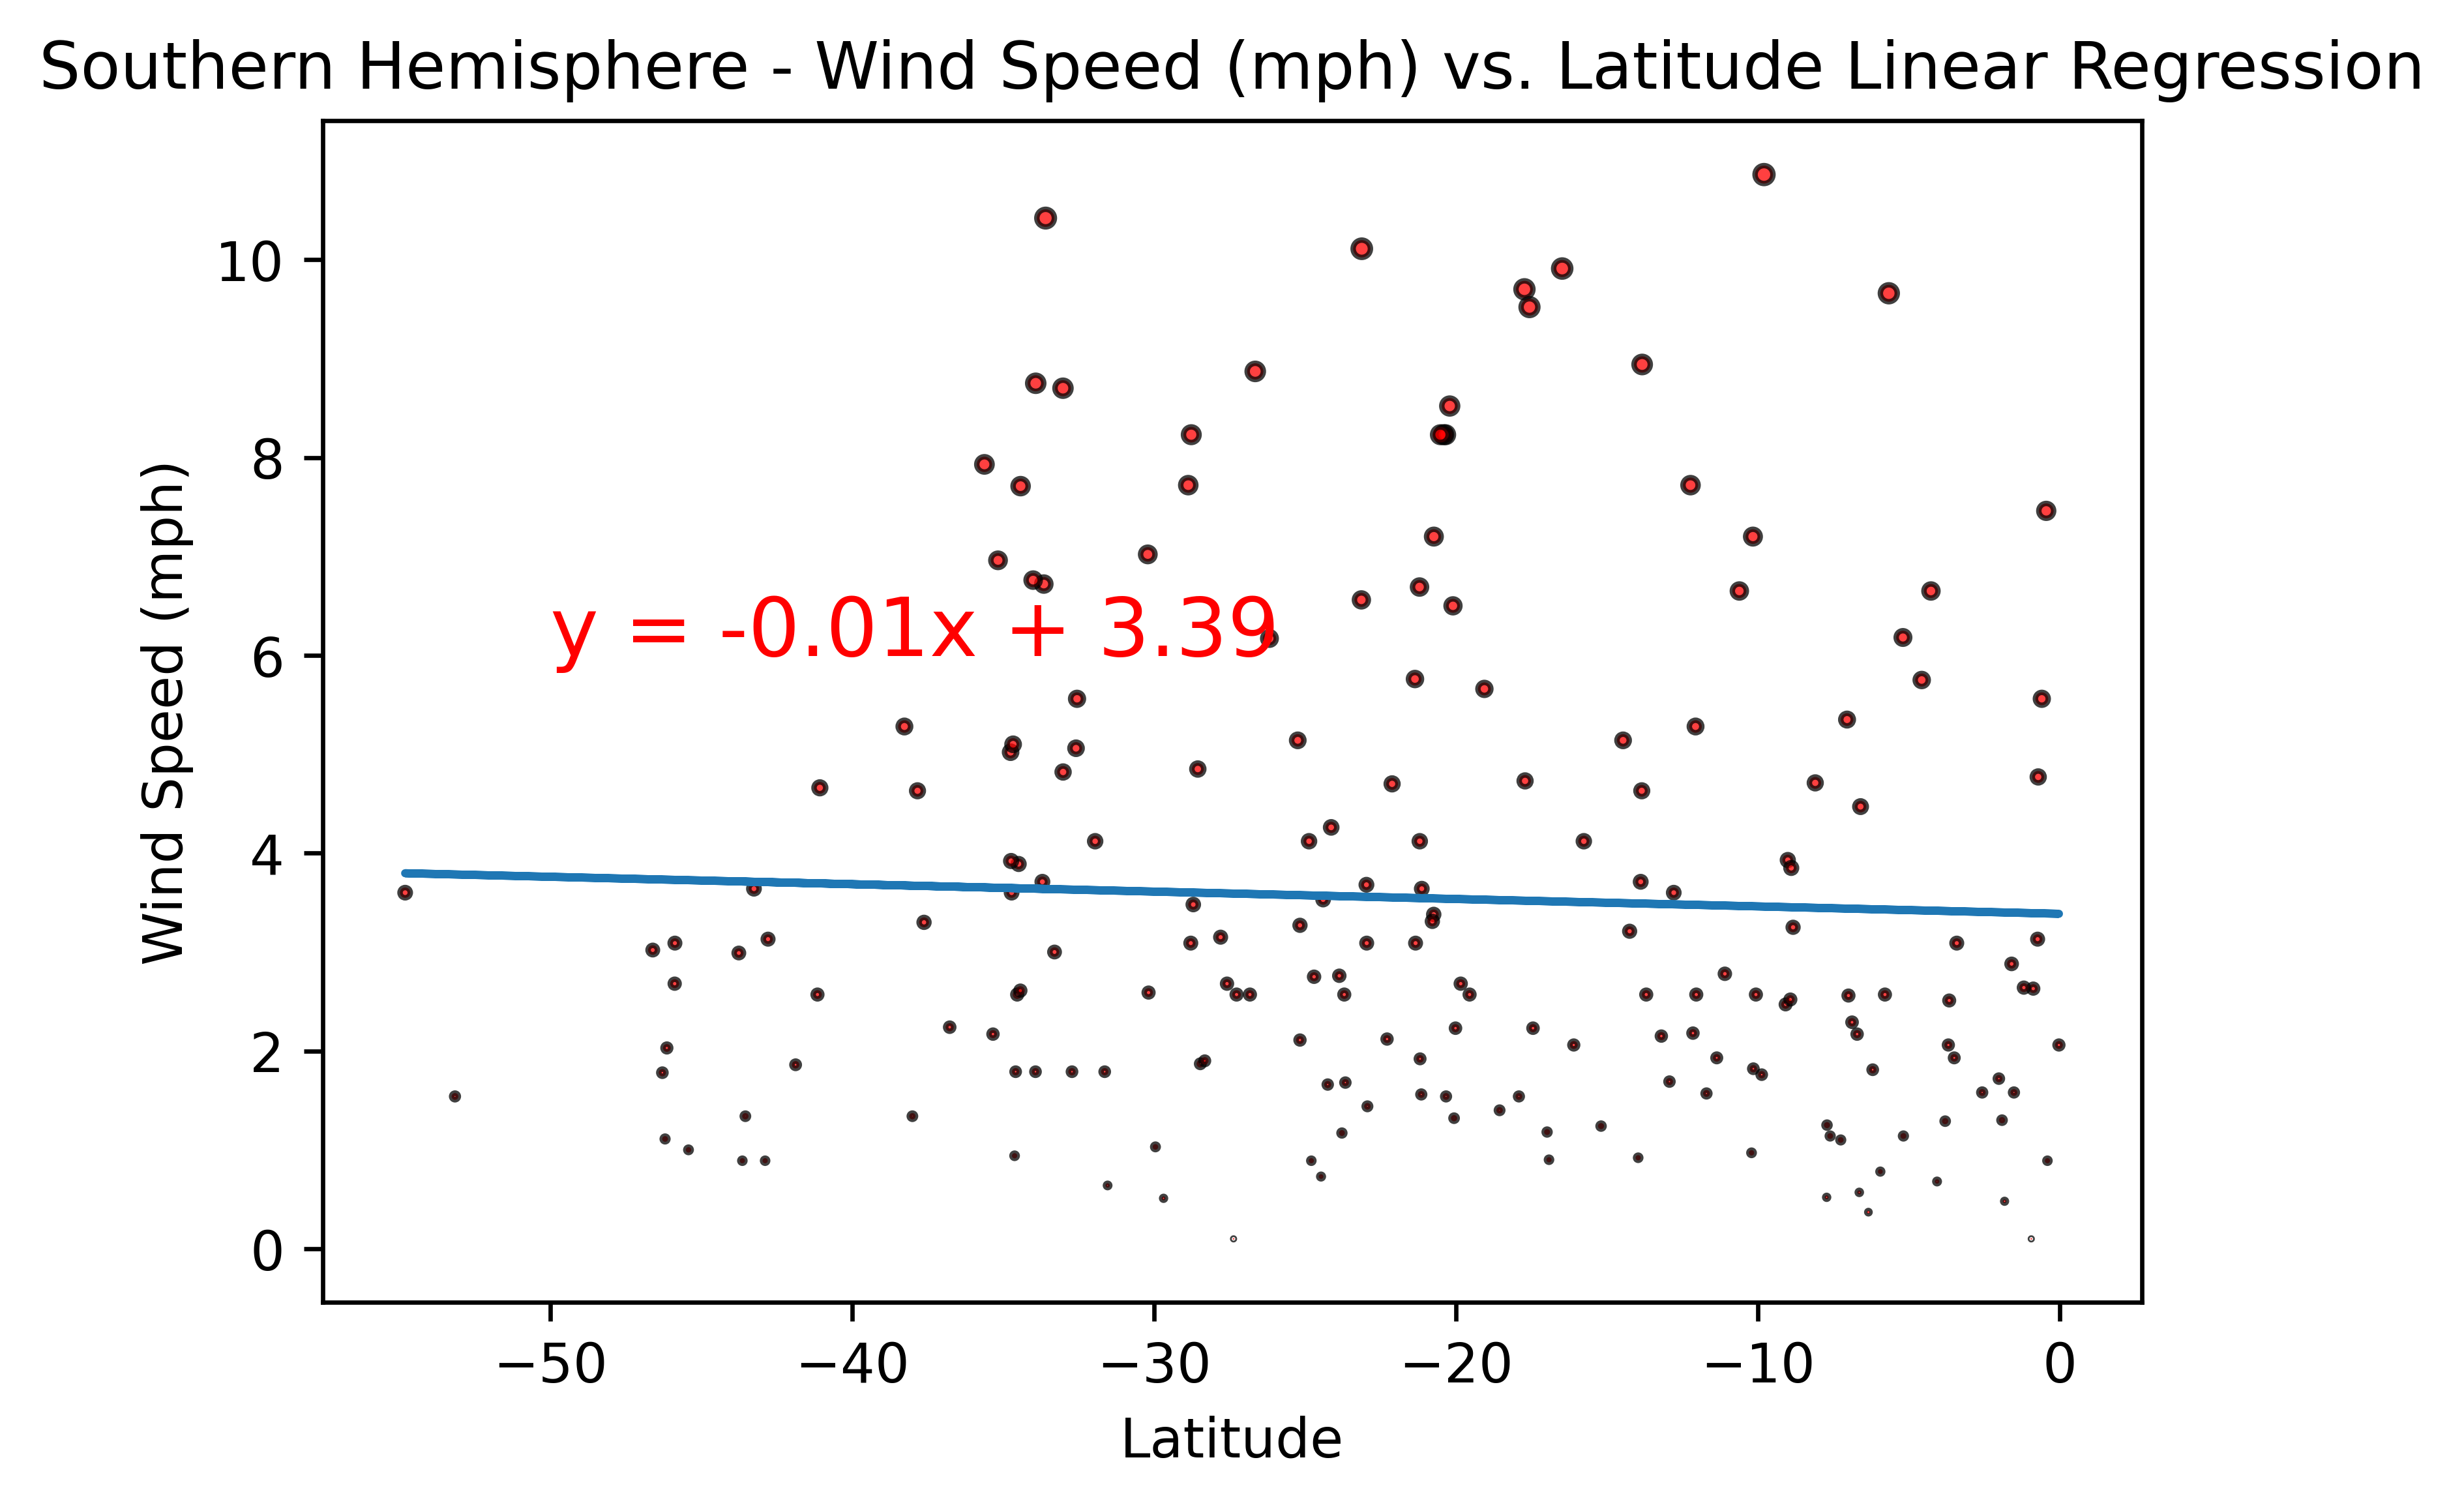 Southern Hemisphere - Wind Speed (mph) vs. Latitude Linear Regression
Wind Speed (mph)
10
8
6
4
2
0
y = -0.01x + 3.39
−50 −40 −30 −20 −10 0
Latitude